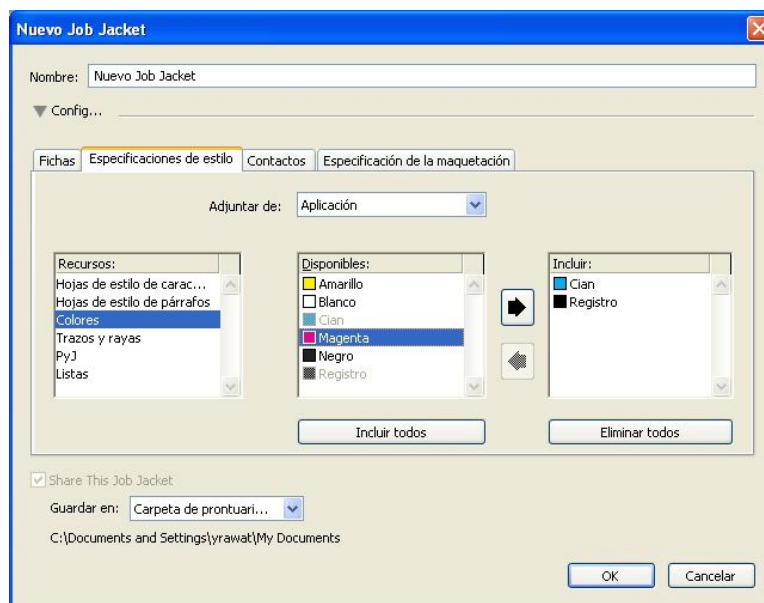 Nuevo Job Jacket
Nombre: Nuevo Job Jacket
Config...
Fichas Especificaciones de estilo Contactos Especificación de la maquetación
Adjuntar de: Aplicación
Recursos:
Hojas de estilo de carac...
Hojas de estilo de párrafos
Colores
Trazos y rayas
PyJ
Listas
Disponibles:
Amarillo
Blanco
Cian
Magenta
Negro
Registro
Incluir todos
Incluir:
Cian
Registro
Eliminar todos
Share This Job Jacket
Guardar en: Carpeta de prontuari...
C:\Documents and Settings\yrawat\My Documents
OK Cancelar